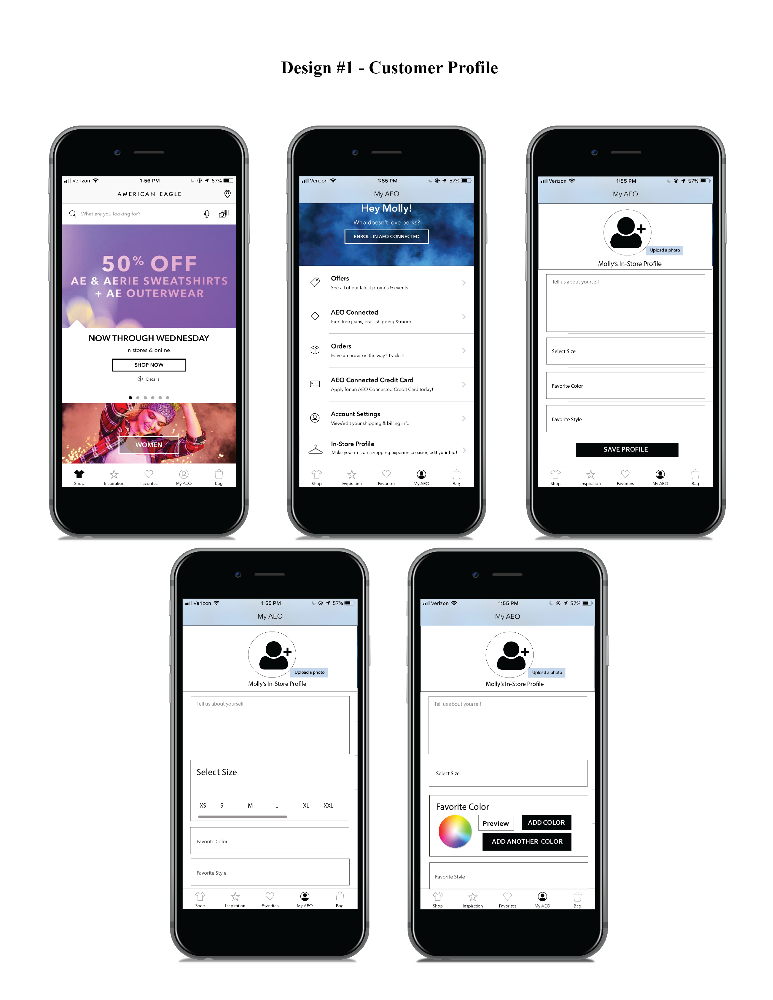 Design #1 - Customer Profile
Verizon 1:56 PM 57%
AMERICAN EAGLE
What are you looking for?
50% OFF
AE & AERIE SWEATSHIRTS
+ AE OUTERWEAR
NOW THROUGH WEDNESDAY
In stores & online.
SHOP NOW
Details
WOMEN
Shop Inspiration Favorites My AEO Bag
Verizon 1:55 PM 57%
My AEO
Hey Molly!
Who doesn't love perks?
ENROLL IN AEO CONNECTED
Offers
See all of our latest promos & events!
AEO Connected
Earn free jeans, bras, shipping & more.
Orders
Have an order on the way? Track it!
AEO Connected Credit Card
Apply for an AEO Connected Credit Card today!
Account Settings
View/edit your shipping & billing info.
In-Store Profile
Make your in-store shopping experience easier, edit your bio!
Shop Inspiration Favorites My AEO Bag
Verizon 1:55 PM 57%
My AEO
Upload a photo
Molly's In-Store Profile
Tell us about yourself
Select Size
Favorite Color
Favorite Style
SAVE PROFILE
Shop Inspiration Favorites My AEO Bag
Verizon 1:55 PM 57%
My AEO
Upload a photo
Molly's In-Store Profile
Tell us about yourself
Select Size
XS S M L XL XXL
Favorite Color
Favorite Style
Shop Inspiration Favorites My AEO Bag
Verizon 1:55 PM 57%
My AEO
Upload a photo
Molly's In-Store Profile
Tell us about yourself
Select Size
Favorite Color
Preview ADD COLOR
ADD ANOTHER COLOR
Favorite Style
Shop Inspiration Favorites My AEO Bag